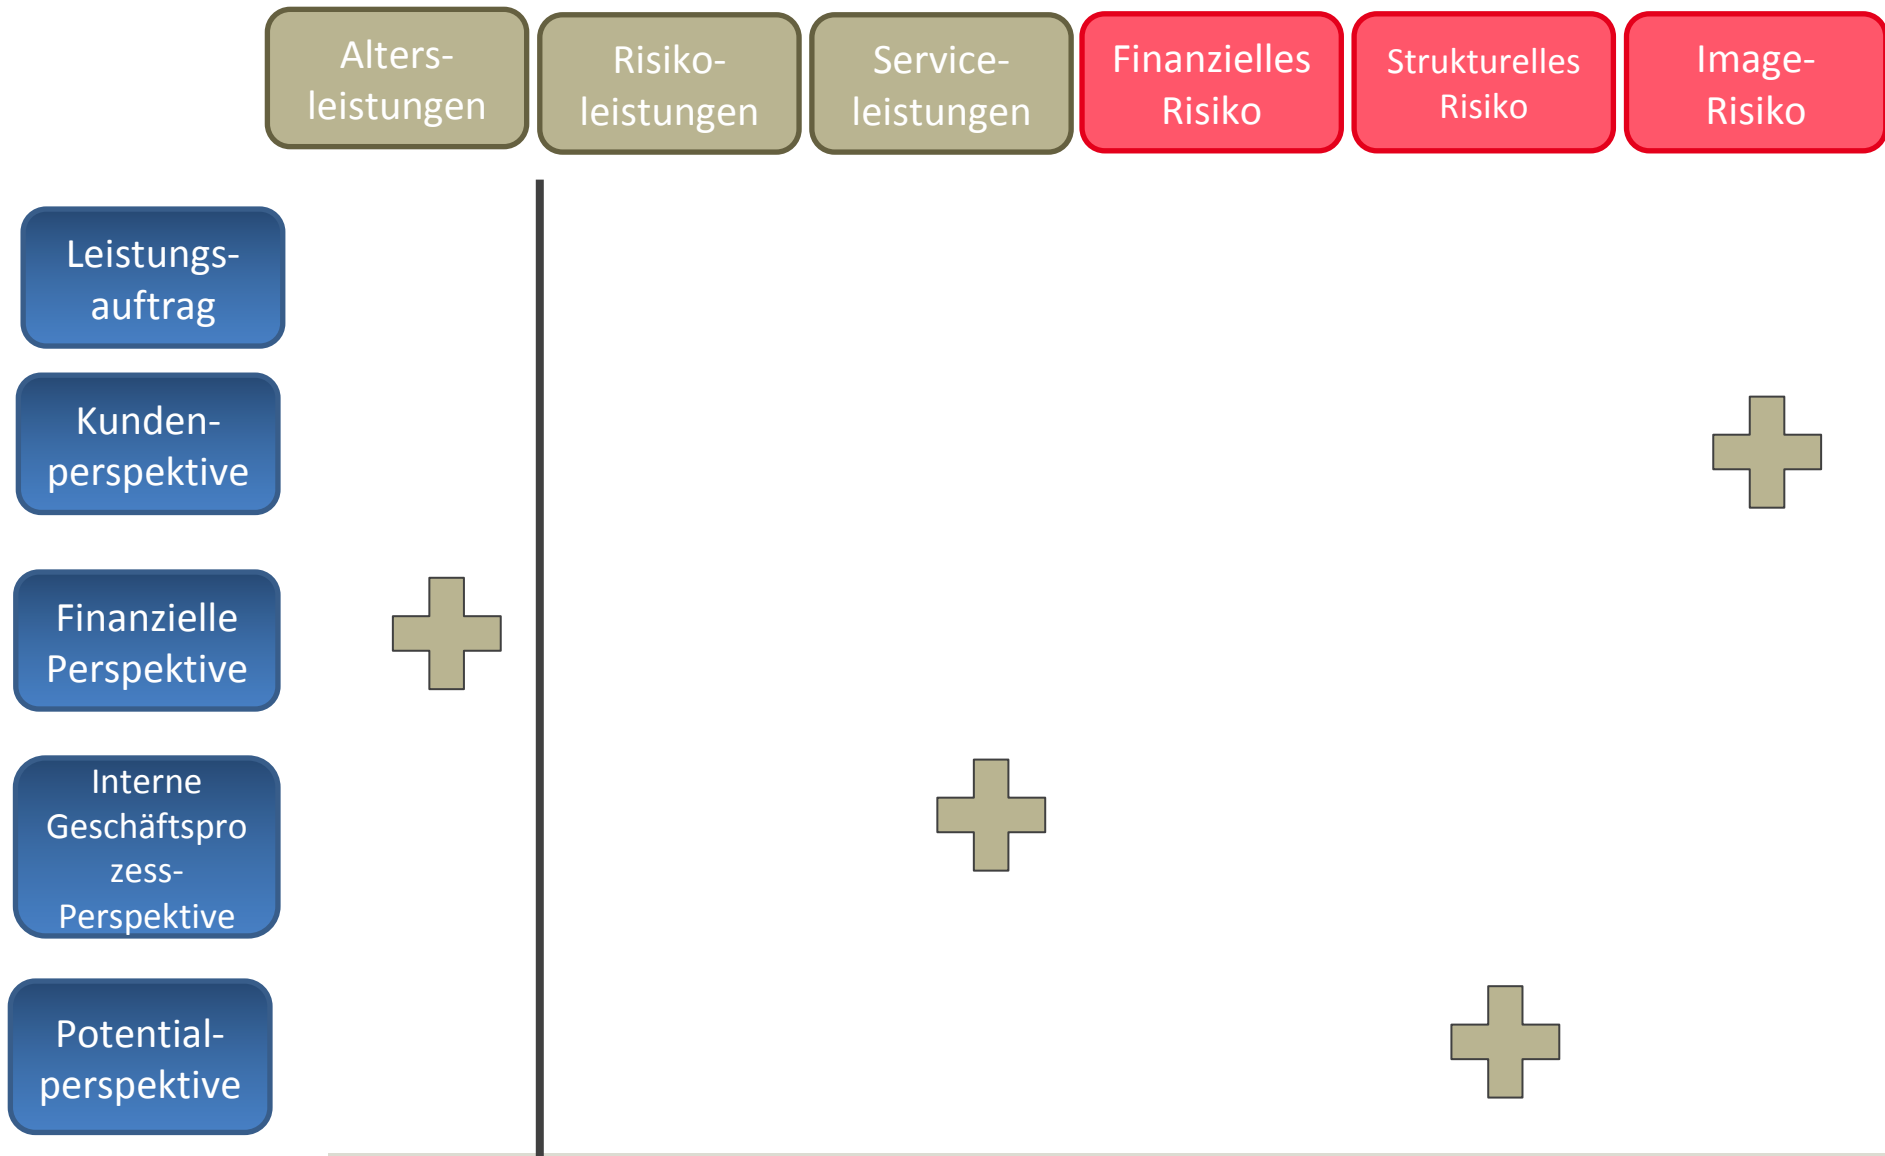 Alters-
leistungen
Risiko-
leistungen
Service-
leistungen
Finanzielles
Risiko
Strukturelles
Risiko
Image-
Risiko
Leistungs-
auftrag
Kunden-
perspektive
Finanzielle
Perspektive
Interne
Geschäftspro
zess-
Perspektive
Potential-
perspektive